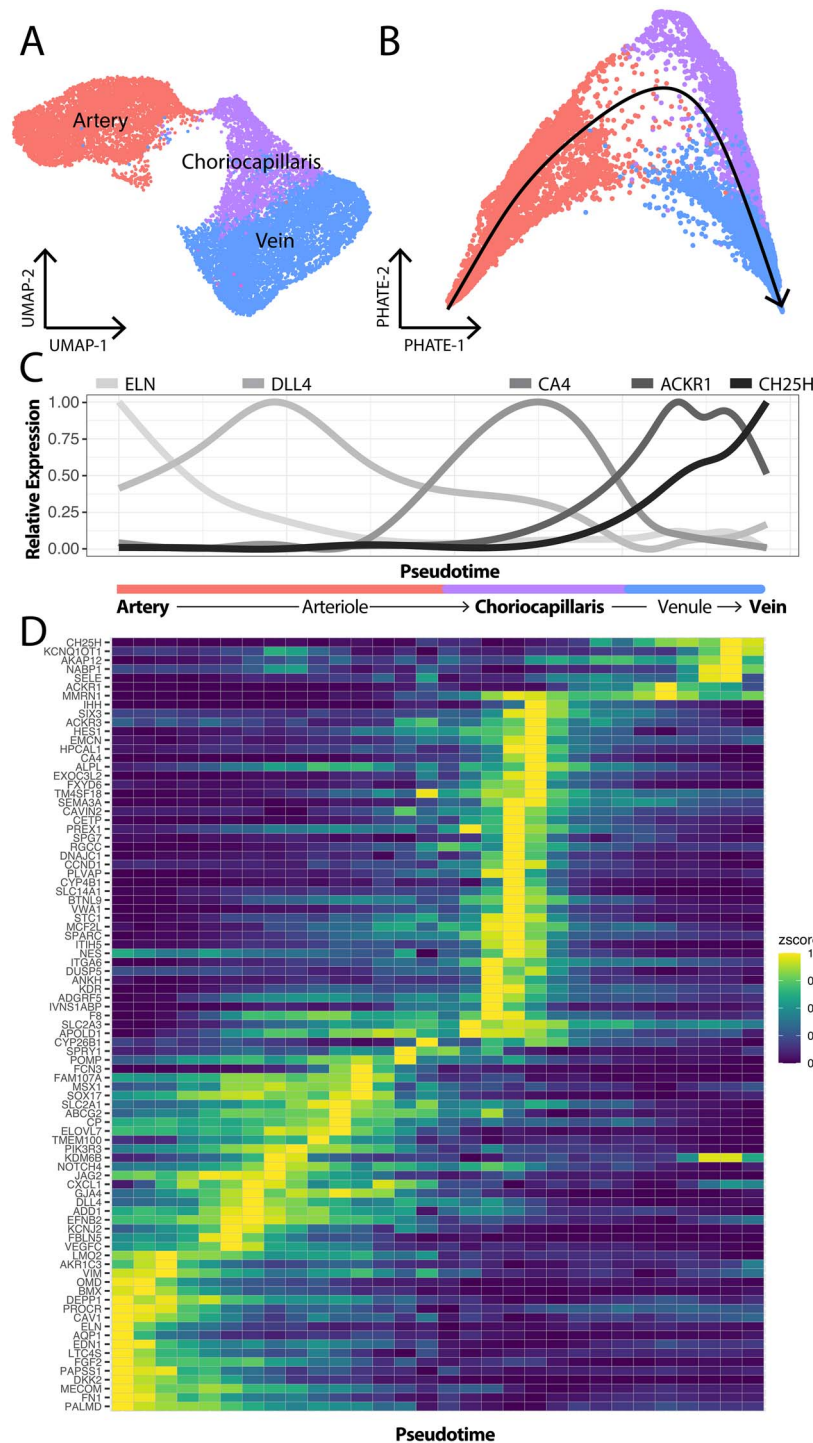 A
B
Artery
Choriocapillaris
Vein
UMAP-2
UMAP-1
PHATE-2
PHATE-1
C
ELN DLL4 CA4 ACKR1 CH25H
Relative Expression
1.00
0.75
0.50
0.25
0.00
Pseudotime
Artery Arteriole Choriocapillaris Venule Vein
D
CH25H
KCNQ1OT1
AKAP12
NABP1
SELE
ACKR1
MMRN1
IHH
SIX3
ACKR3
HES1
EMCN
HPCAL1
CA4
ALPL
EXOC3L2
FXYD6
TM4SF18
SEMA3A
CAVIN2
CETP
PREX1
SPG7
RGCC
DNAJC1
CCND1
PLVAP
CYP4B1
SLC14A1
BTNL9
VWA1
STC1
MCF2L
SPARC
ITIH5
NES
ITGA6
DUSP5
ANKH
KDR
ADGRF5
IVNS1ABP
F8
SLC2A3
APOLD1
CYP26B1
SPRY1
POMP
FCN3
FAM107A
MSX1
SOX17
SLC2A1
ABCG2
CP
ELOVL7
TMEM100
PIK3R3
KDM6B
NOTCH4
JAG2
CXCL1
GJA4
DLL4
ADD1
EFNB2
KCNJ2
FBLN5
VEGFC
LMO2
AKR1C3
VIM
OMD
BMX
DEPP1
PROCR
CAV1
ELN
AQP1
EDN1
LTC4S
FGF2
PAPSS1
DKK2
MECOM
FN1
PALMD
zscore
1
0
0
0
0
0
Pseudotime